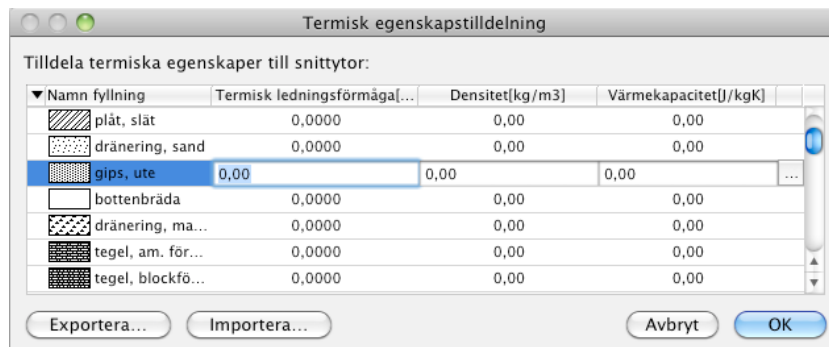 Termisk egenskapstilldelning
Tilldela termiska egenskaper till snittytor:
▼ Namn fyllning Termisk ledningsförmåga[... Densitet[kg/m3] Värmekapacitet[J/kgK]
plåt, slät 0,0000 0,00 0,00
dränering, sand 0,0000 0,00 0,00
gips, ute 0,00 0,00 0,00 ...
bottenbräda 0,0000 0,00 0,00
dränering, ma... 0,0000 0,00 0,00
tegel, am. för... 0,0000 0,00 0,00
tegel, blockfö... 0,0000 0,00 0,00
Exportera... Importera... Avbryt OK